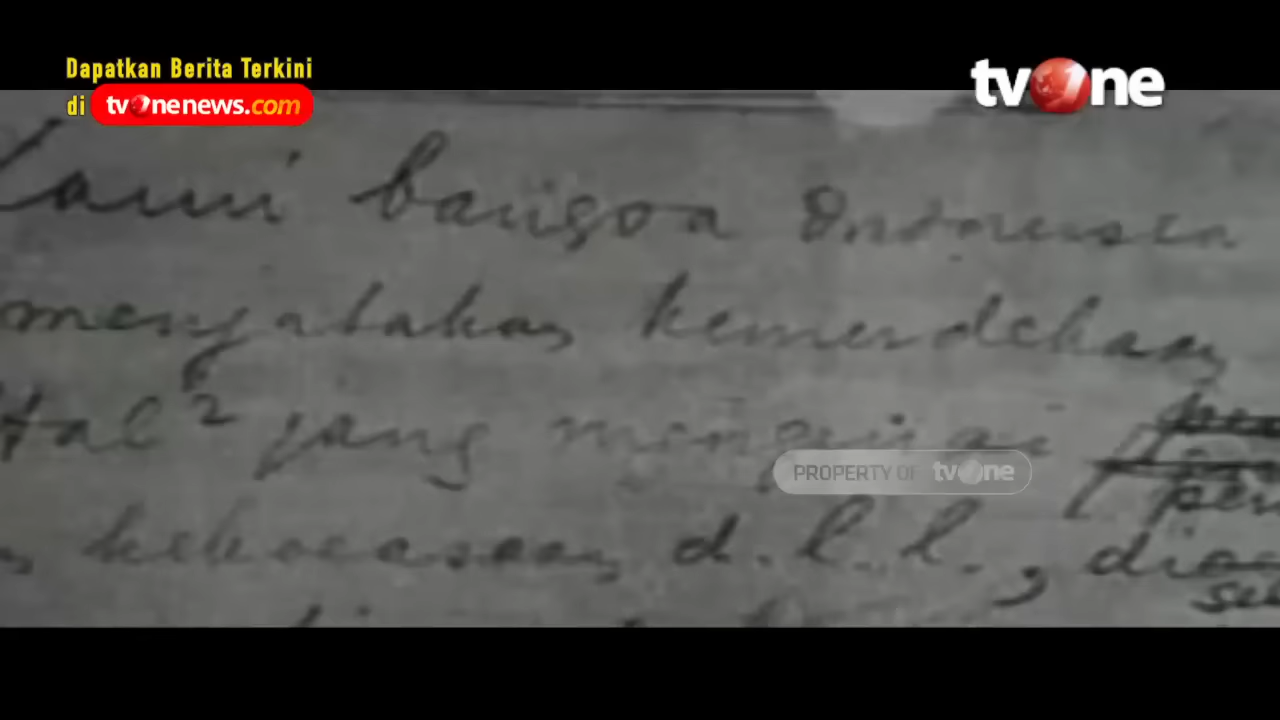 Dapatkan Berita Terkini
di tvOnenews.com
tvOne
Kami bangsa Indonesia
menjatakan kemerdekaan
Hal² jang mengenai
PROPERTY OF tvOne
kekoeasaan d.l.l.,